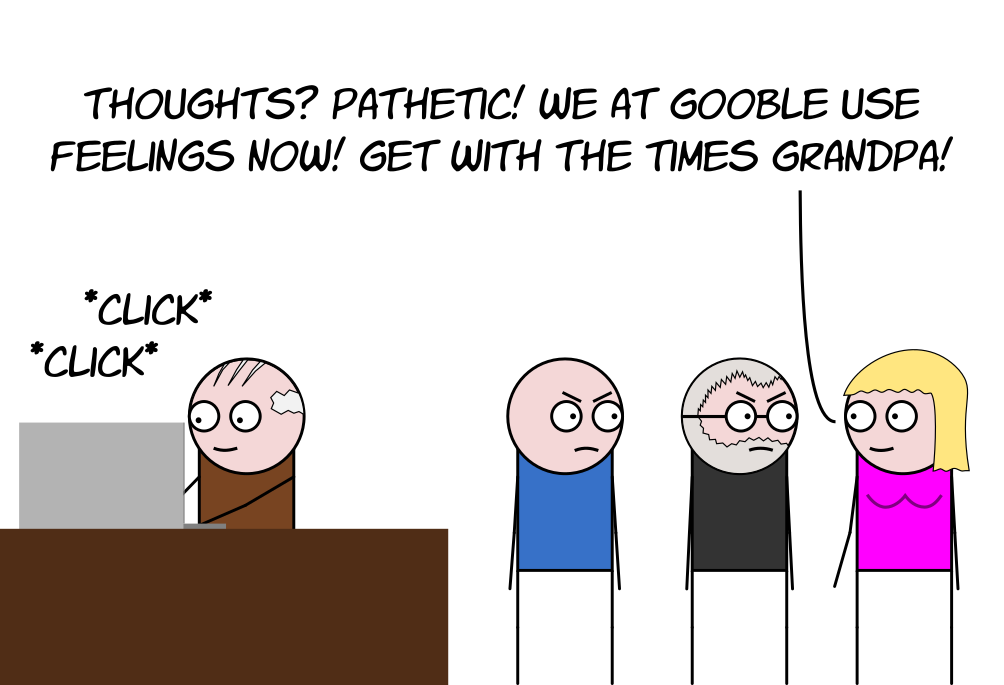 THOUGHTS? PATHETIC! WE AT GOOBLE USE
FEELINGS NOW! GET WITH THE TIMES GRANDPA!
*CLICK*
*CLICK*